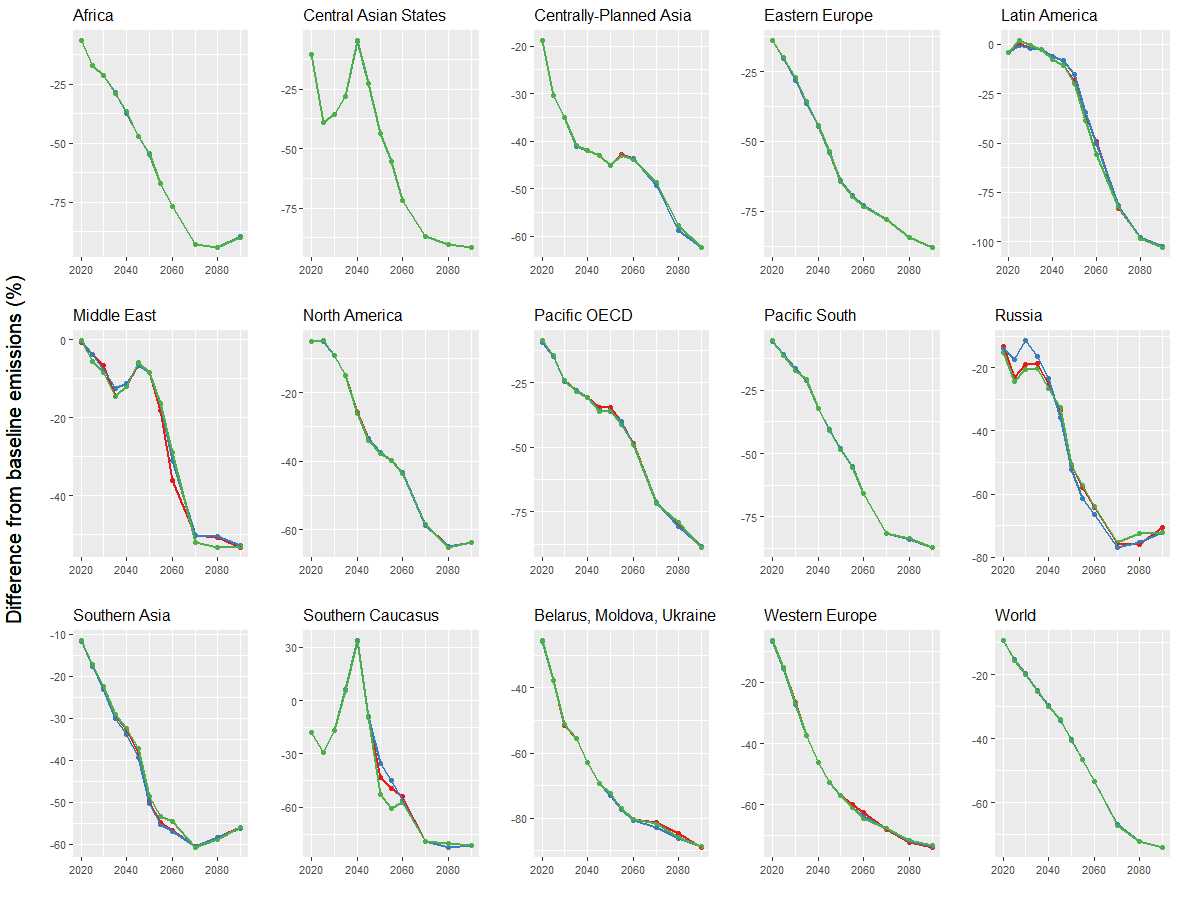 Difference from baseline emissions (%)
Africa
-25
-50
-75
2020 2040 2060 2080
Central Asian States
-25
-50
-75
2020 2040 2060 2080
Centrally-Planned Asia
-20
-30
-40
-50
-60
2020 2040 2060 2080
Eastern Europe
-25
-50
-75
2020 2040 2060 2080
Latin America
0
-25
-50
-75
-100
2020 2040 2060 2080
Middle East
0
-20
-40
2020 2040 2060 2080
North America
-20
-40
-60
2020 2040 2060 2080
Pacific OECD
-25
-50
-75
2020 2040 2060 2080
Pacific South
-25
-50
-75
2020 2040 2060 2080
Russia
-20
-40
-60
-80
2020 2040 2060 2080
Southern Asia
-10
-20
-30
-40
-50
-60
2020 2040 2060 2080
Southern Caucasus
30
0
-30
-60
2020 2040 2060 2080
Belarus, Moldova, Ukraine
-40
-60
-80
2020 2040 2060 2080
Western Europe
-20
-40
-60
2020 2040 2060 2080
World
-20
-40
-60
2020 2040 2060 2080